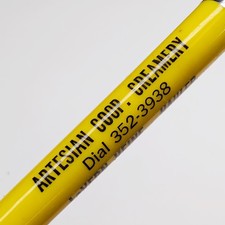 ARTESIAN COOP. CREAMERY
Dial 352-3938